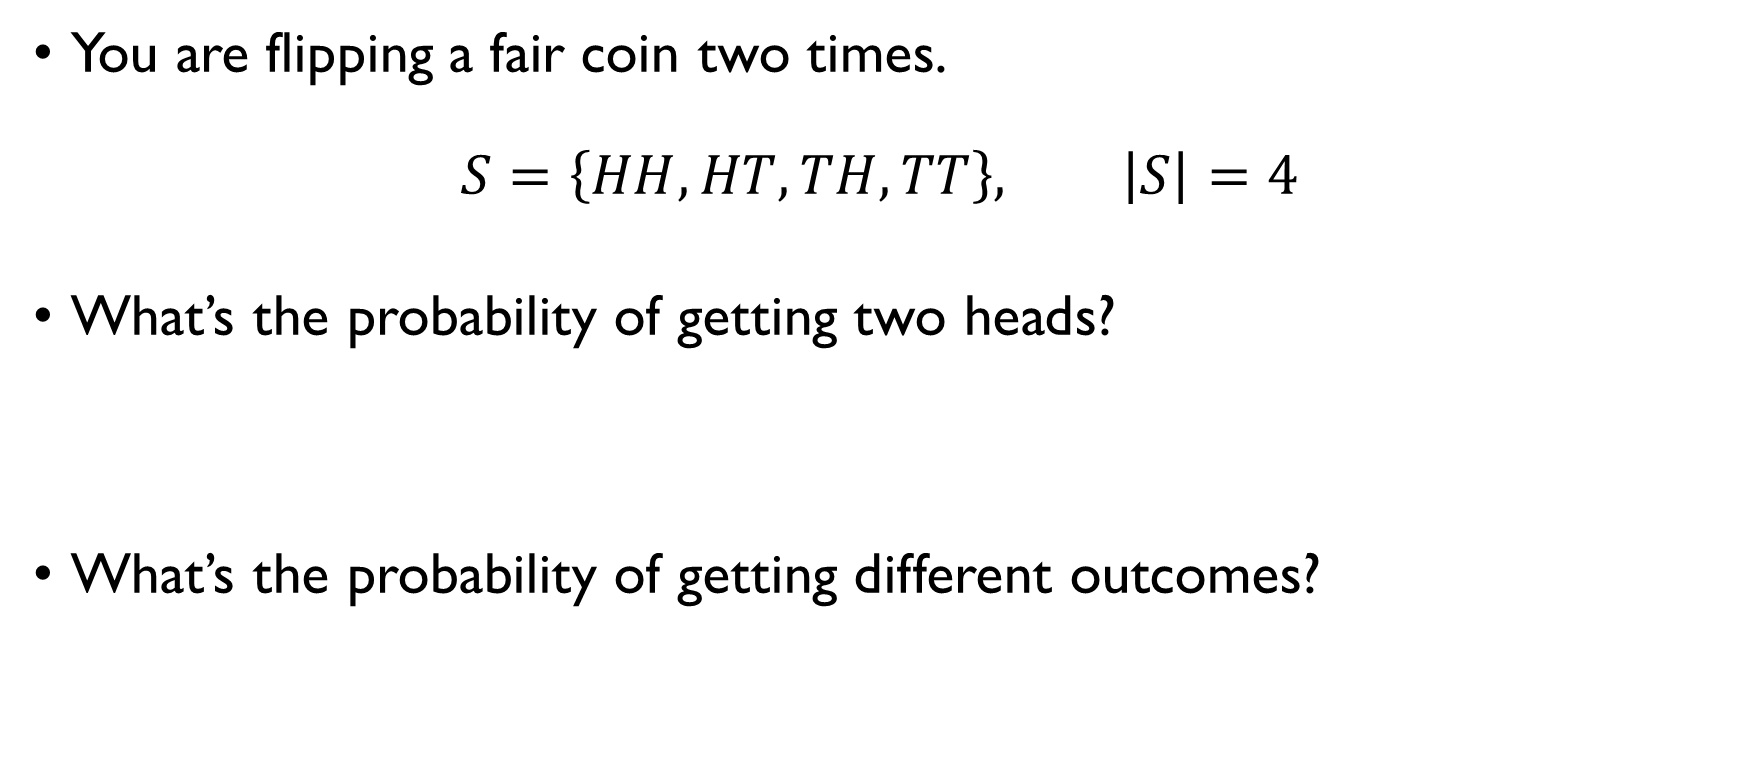 • You are flipping a fair coin two times.
S = {HH, HT, TH, TT}, |S| = 4
• What’s the probability of getting two heads?
• What’s the probability of getting different outcomes?